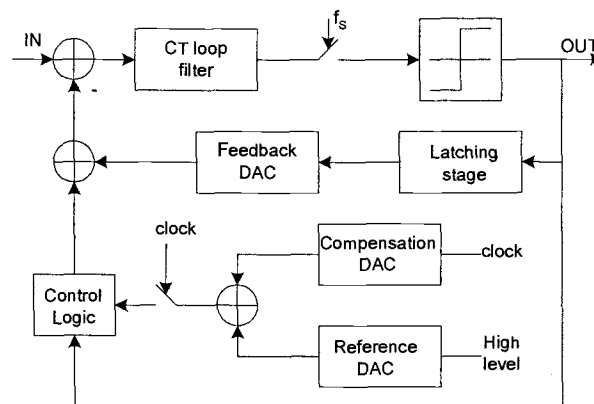 f_S
IN
CT loop
filter
OUT
Feedback
DAC
Latching
stage
clock
Compensation
DAC
clock
Control
Logic
Reference
DAC
High
level